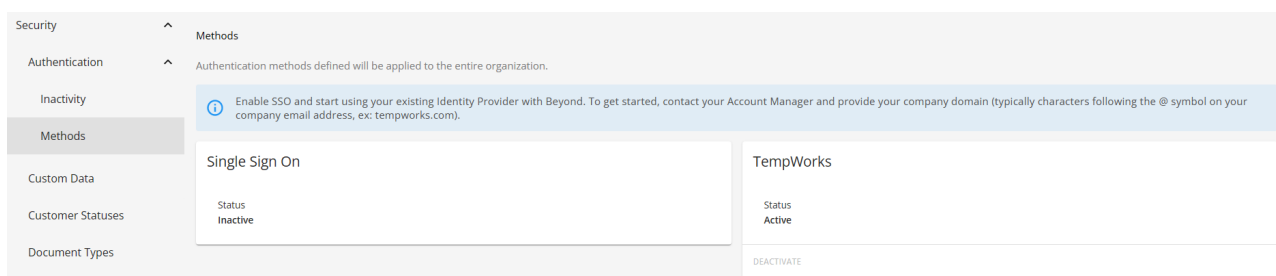 Security
Authentication
Inactivity
Methods
Custom Data
Customer Statuses
Document Types
Methods
Authentication methods defined will be applied to the entire organization.
Enable SSO and start using your existing Identity Provider with Beyond. To get started, contact your Account Manager and provide your company domain (typically characters following the @ symbol on your
company email address, ex: tempworks.com).
Single Sign On
Status
Inactive
TempWorks
Status
Active
DEACTIVATE